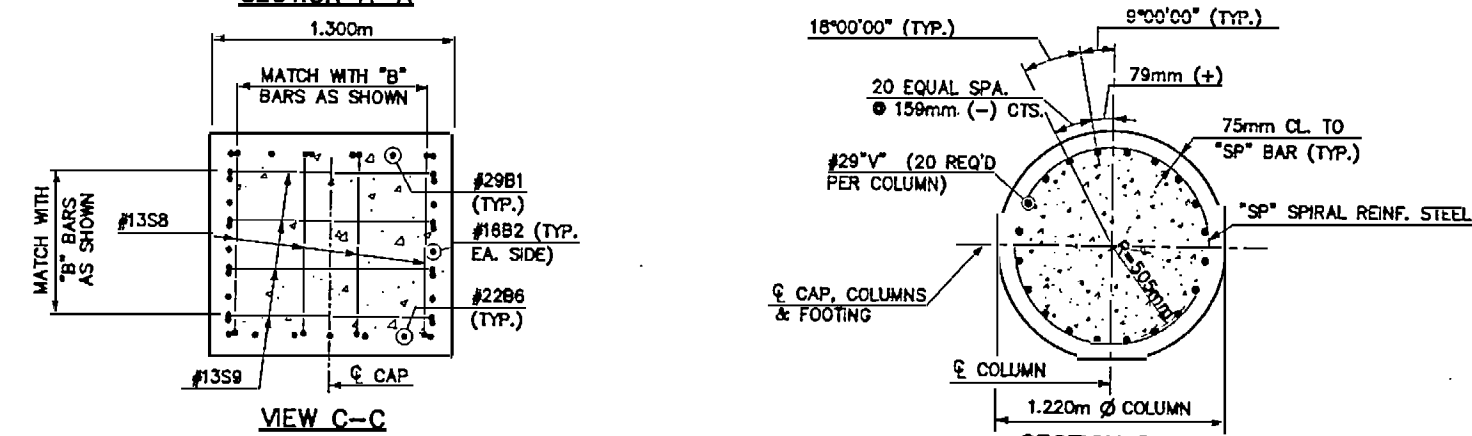 1.300m
MATCH WITH "B"
BARS AS SHOWN
MATCH WITH
"B" BARS
AS SHOWN
#13S8
#29B1
(TYP.)
#16B2 (TYP.
EA. SIDE)
#22B6
(TYP.)
#13S9
℄ CAP
VIEW C-C
18°00'00" (TYP.)
9°00'00" (TYP.)
20 EQUAL SPA.
@ 159mm (-) CTS.
79mm (+)
75mm CL. TO
"SP" BAR (TYP.)
#29"V" (20 REQ'D
PER COLUMN)
"SP" SPIRAL REINF. STEEL
R=505mm
℄ CAP, COLUMNS
& FOOTING
℄ COLUMN
1.220m Ø COLUMN